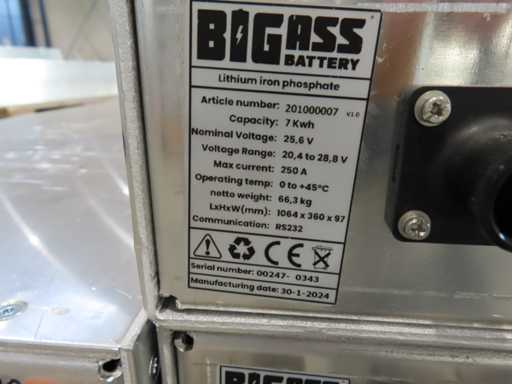 BIGASS
BATTERY
Lithium iron phosphate
Article number: 201000007 v1.0
Capacity: 7 Kwh
Nominal Voltage: 25,6 V
Voltage Range: 20,4 to 28,8 V
Max current: 250 A
Operating temp: 0 to +45°C
netto weight: 66,3 kg
LxHxW(mm): 1064 x 360 x 97
Communication: RS232
CE
Serial number: 00247- 0343
Manufacturing date: 30-1-2024
BIGASS